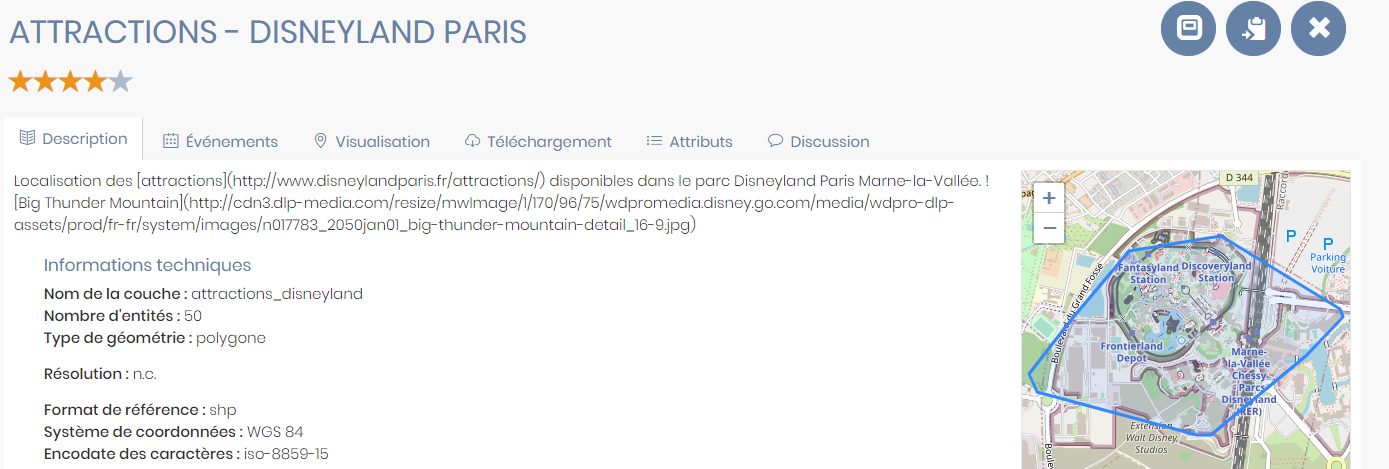 ATTRACTIONS - DISNEYLAND PARIS
Description
Événements
Visualisation
Téléchargement
Attributs
Discussion
Localisation des [attractions](http://www.disneylandparis.fr/attractions/) disponibles dans le parc Disneyland Paris Marne-la-Vallée. !
[Big Thunder Mountain](http://cdn3.dlp-media.com/resize/mwImage/1/170/96/75/wdpromedia.disney.go.com/media/wdpro-dlp-
assets/prod/fr-fr/system/images/n017783_2050jan01_big-thunder-mountain-detail_16-9.jpg)
Informations techniques
Nom de la couche : attractions_disneyland
Nombre d'entités : 50
Type de géométrie : polygone
Résolution : n.c.
Format de référence : shp
Système de coordonnées : WGS 84
Encodate des caractères : iso-8859-15
+
−
D 344
Raccord
P
P
Parking
Voiture
Fantasyland
Station
Discoveryland
Station
Boulevard du Grand Fossé
Frontierland
Depot
Marne-
la-Vallée
Chessy-
Parcs
Disneyland
(RER)
Extension
Walt Disney
Studios
Boulev